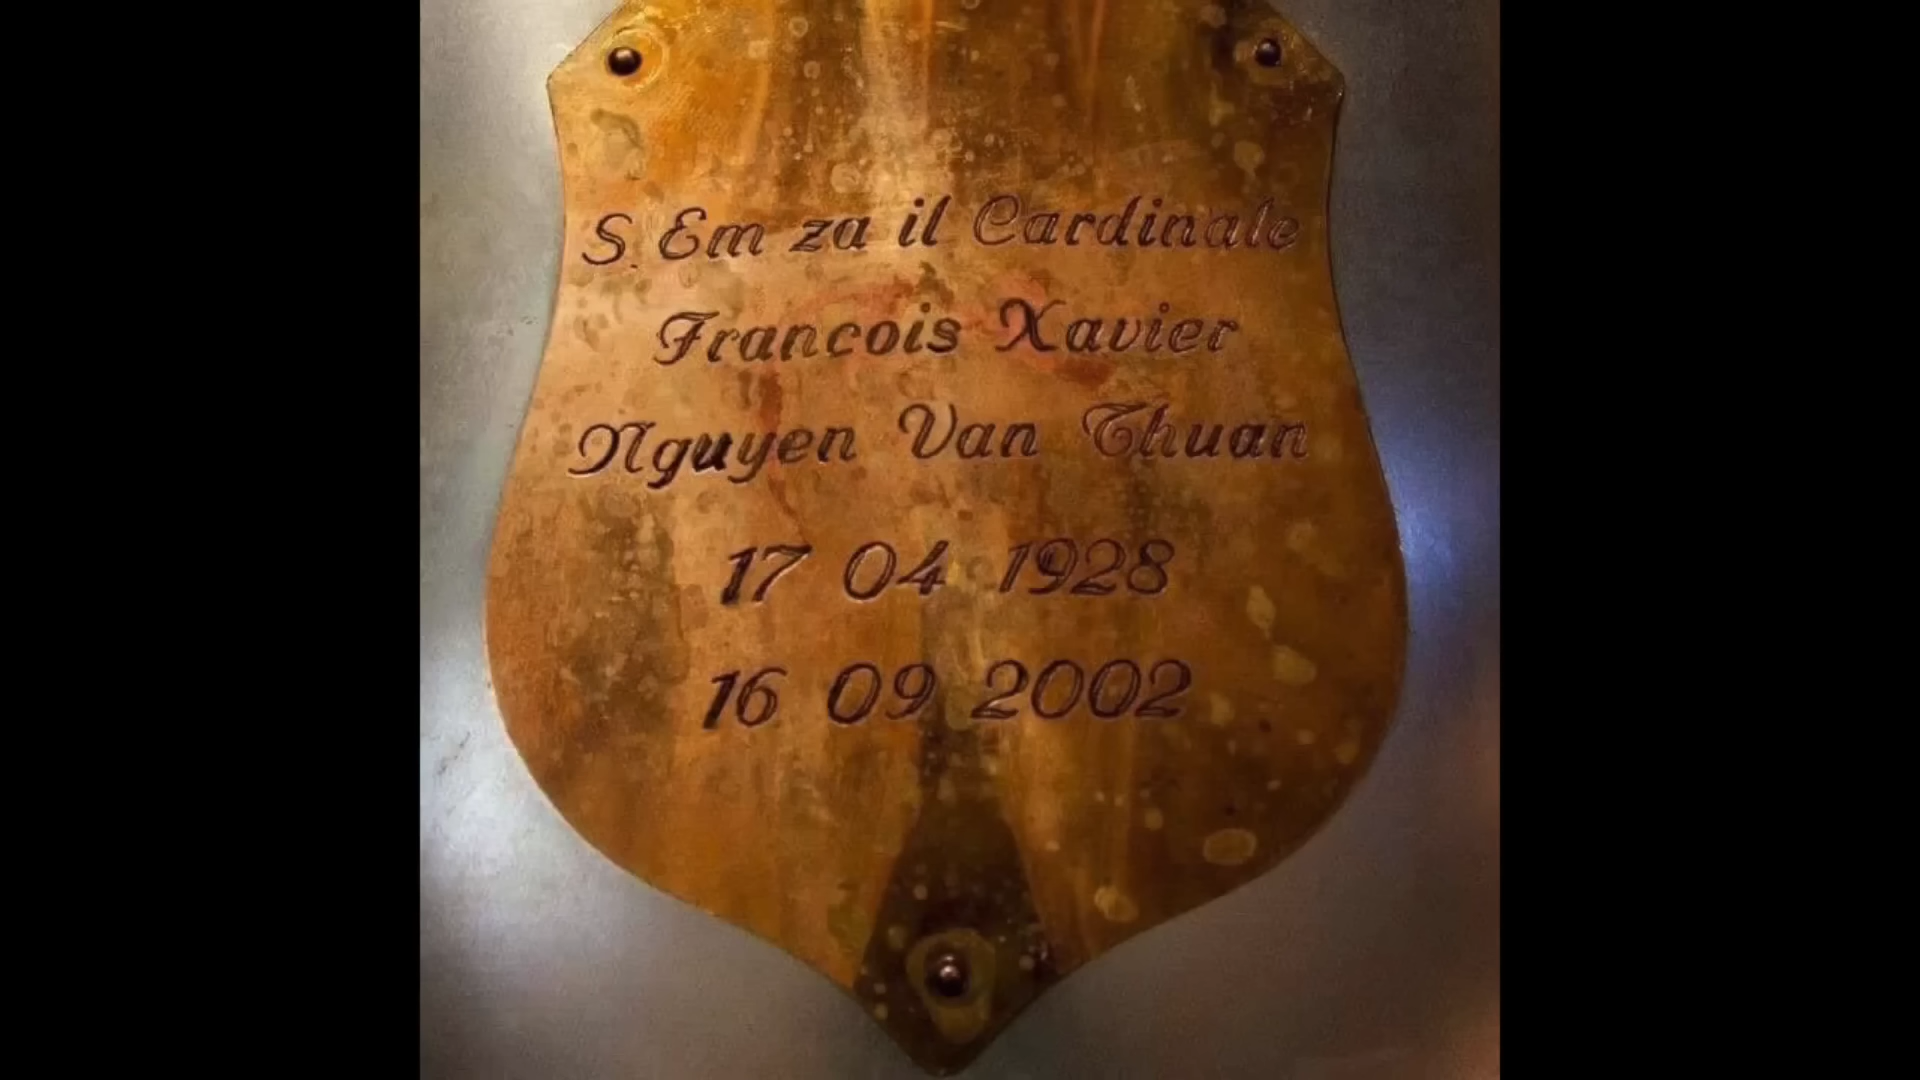 S. Em za il Cardinale
Francois Xavier
Nguyen Van Thuan
17 04 1928
16 09 2002